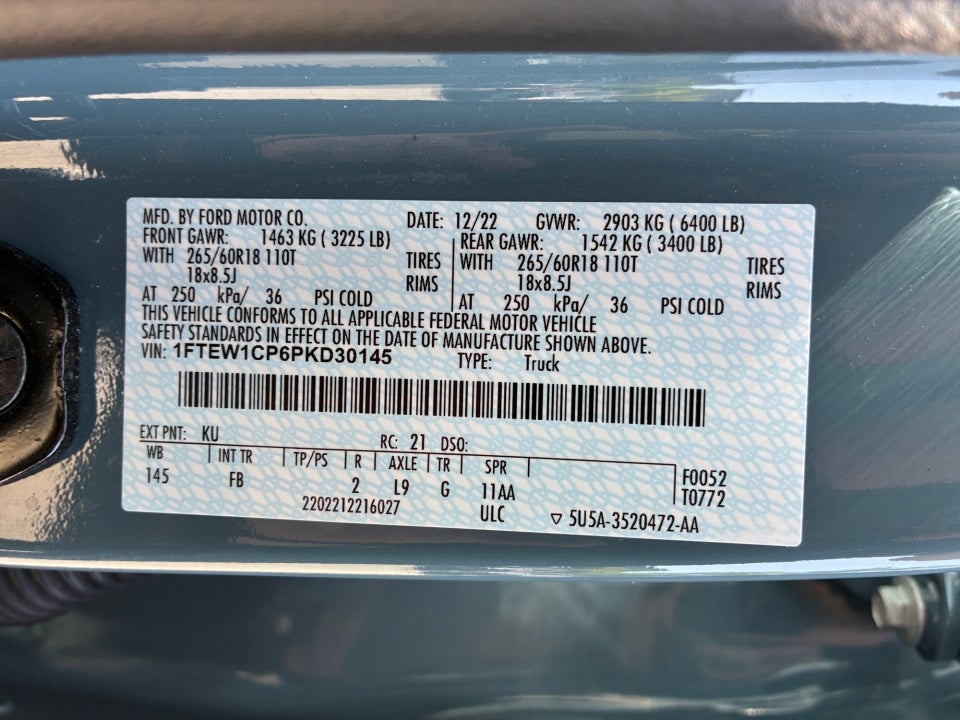 MFD. BY FORD MOTOR CO. DATE: 12/22 GVWR: 2903 KG ( 6400 LB)
FRONT GAWR: 1463 KG ( 3225 LB) REAR GAWR: 1542 KG ( 3400 LB)
WITH 265/60R18 110T TIRES WITH 265/60R18 110T TIRES
18x8.5J RIMS 18x8.5J RIMS
AT 250 kPa/ 36 PSI COLD AT 250 kPa/ 36 PSI COLD
THIS VEHICLE CONFORMS TO ALL APPLICABLE FEDERAL MOTOR VEHICLE
SAFETY STANDARDS IN EFFECT ON THE DATE OF MANUFACTURE SHOWN ABOVE.
VIN: 1FTEW1CP6PKD30145 TYPE: Truck
EXT PNT: KU RC: 21 DSO:
WB INT TR TP/PS R AXLE TR SPR F0052
145 FB 2 L9 G 11AA T0772
2202212216027 ULC ▽ 5U5A-3520472-AA